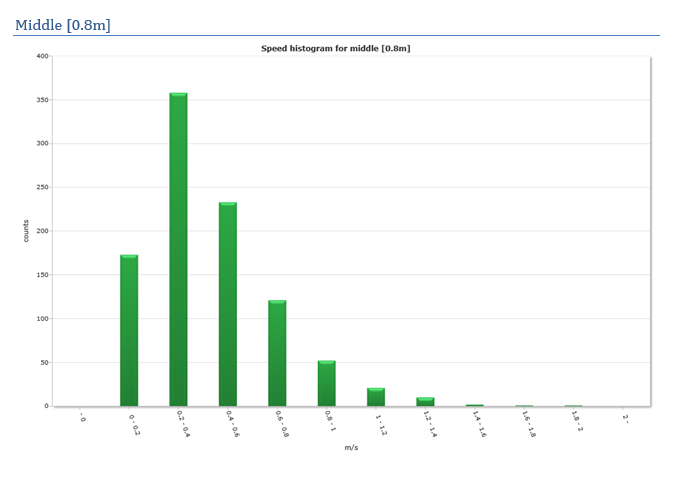 Middle [0.8m]
Speed histogram for middle [0.8m]
400
350
300
250
200
150
100
50
0
counts
- 0
0 - 0.2
0.2 - 0.4
0.4 - 0.6
0.6 - 0.8
0.8 - 1
1 - 1.2
1.2 - 1.4
1.4 - 1.6
1.6 - 1.8
1.8 - 2
2 -
m/s